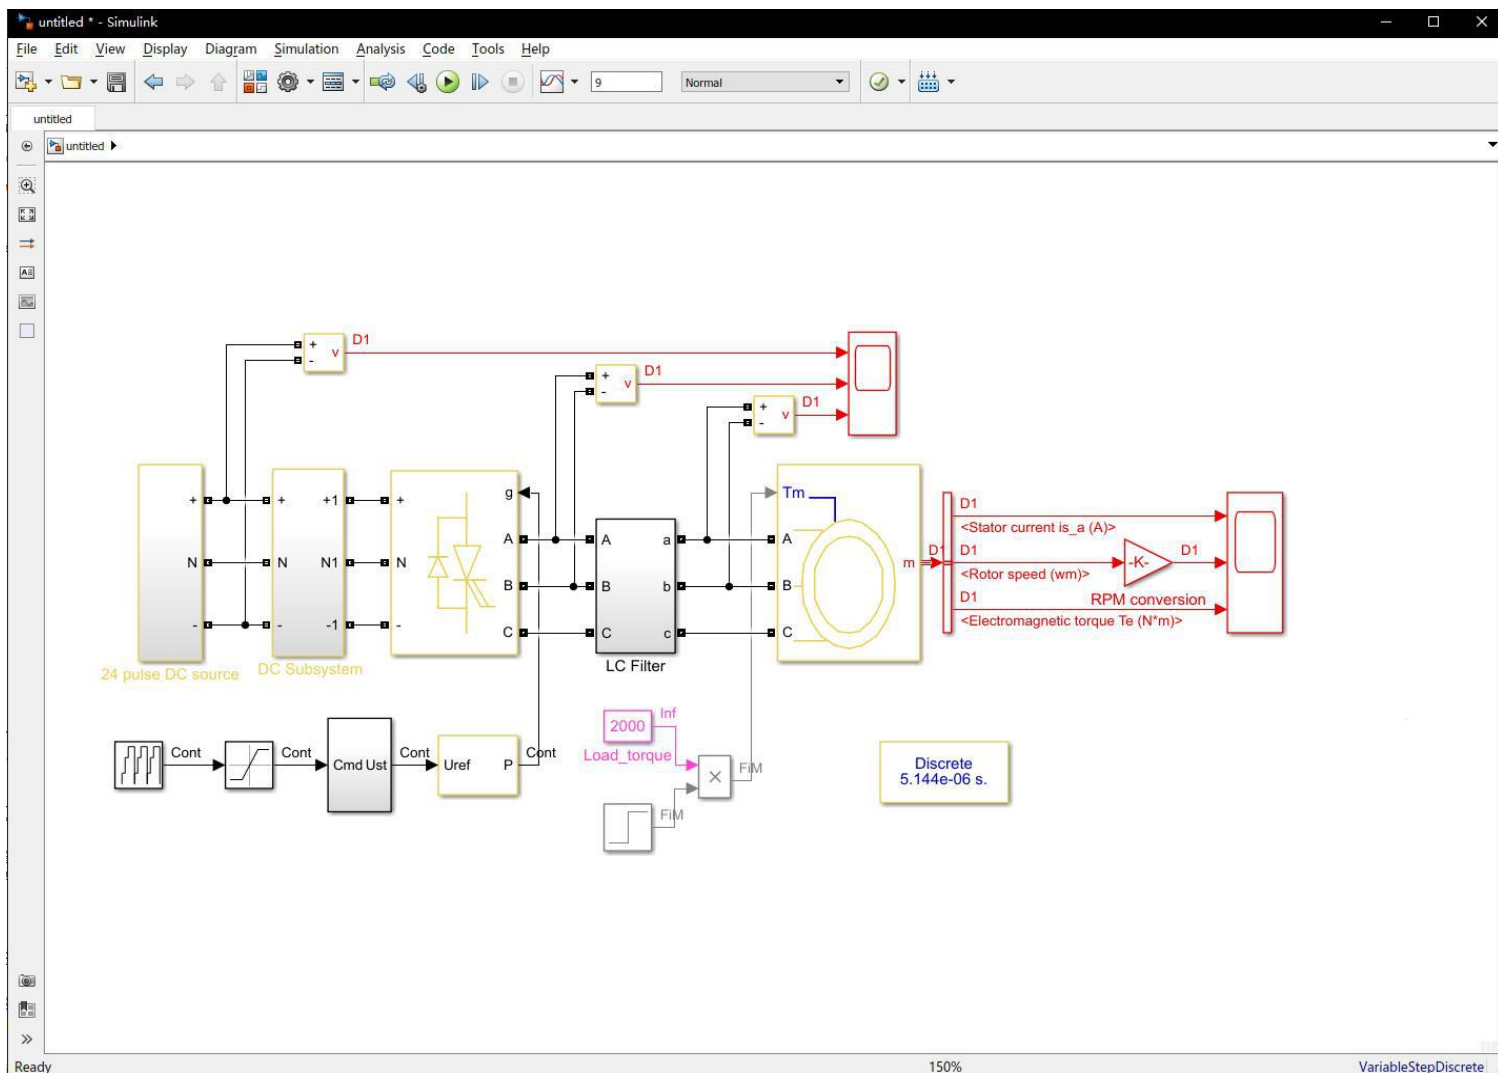 untitled * - Simulink
File Edit View Display Diagram Simulation Analysis Code Tools Help
9 Normal
untitled
untitled
+ - v D1
+ - v D1
+ - v D1
+ + +1 + g Tm
N N N1 N
- - -1 -
A A a A
B B b B
C C c C
m D1
D1
<Stator current is_a (A)>
D1
<Rotor speed (wm)>
-K- D1
RPM conversion
D1
<Electromagnetic torque Te (N*m)>
24 pulse DC source
DC Subsystem
LC Filter
Cont
Cont
Cmd Ust
Cont
Uref P
Cont
2000 Inf
Load_torque
×
FiM
FiM
Discrete
5.144e-06 s.
Ready 150% VariableStepDiscrete